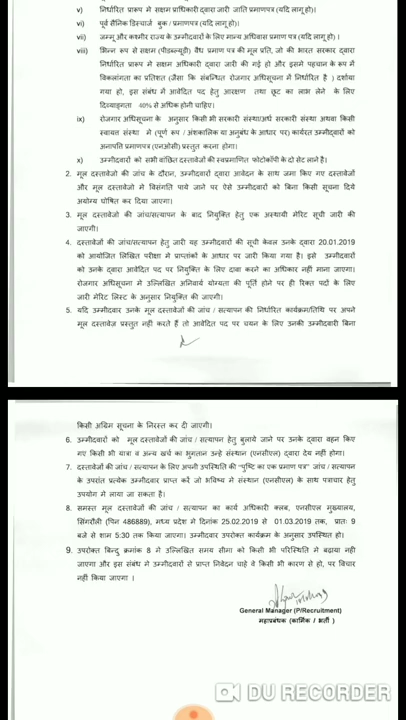 v) निर्धारित प्रारूप मे सक्षम प्राधिकारी द्वारा जारी जाति प्रमाणपत्र (यदि लागू हो)।
vi) पूर्व सैनिक डिस्चार्ज बुक / प्रमाणपत्र (यदि लागू हो)।
vii) जम्मू और कश्मीर राज्य के उम्मीदवारों के लिए मान्य अधिवास प्रमाण पत्र (यदि लागू हो) ।
viii) भिन्न रूप से सक्षम (पीडब्ल्यूडी) वैध प्रमाण पत्र की मूल प्रति, जो की भारत सरकार द्वारा
निर्धारित प्रारूप मे सक्षम अधिकारी द्वारा जारी की गई हो और इसमे पहचान के रूप में
विकलांगता का प्रतिशत (जैसा कि संबन्धित रोजगार अधिसूचना में निर्धारित है ) दर्शाया
गया हो, इस संबंध में आवेदित पद हेतु आरक्षण तथा छूट का लाभ लेने के लिए
दिव्याङ्गता 40% से अधिक होनी चाहिए।
ix) रोजगार अधिसूचना के अनुसार किसी भी सरकारी संस्था/अर्ध सरकारी संस्था अथवा किसी
स्वायत्त संस्था मे (पूर्ण रूप / अंशकालिक या अनुबंध के आधार पर) कार्यरत उम्मीद्वारों को
अनापत्ति प्रमाणपत्र (एनओसी) प्रस्तुत करना होगा।
x) उम्मीदवारों को सभी वांछित दस्तावेजों की स्वप्रमाणित फोटोकॉपी के दो सेट लाने है।
2. मूल दस्तावेजों की जांच के दौरान, उम्मीदवारों द्वारा आवेदन के साथ जमा किए गए दस्तावेजों
और मूल दस्तावेजो मे विसंगति पाये जाने पर ऐसे उम्मीदवारों को बिना किसी सूचना दिये
अयोग्य घोषित कर दिया जाएगा।
3. मूल दस्तावेजों की जांच/सत्यापन के बाद नियुक्ति हेतु एक अस्थायी मेरिट सूची जारी की
जाएगी।
4. दस्तावेजों की जांच/सत्यापन हेतु जारी यह उम्मीदवारों की सूची केवल उनके द्वारा 20.01.2019
को आयोजित लिखित परीक्षा मे प्राप्तांकों के आधार पर जारी किया गया है। इसे उम्मीदवारों
को उनके द्वारा आवेदित पद पर नियुक्ति के लिए दावा करने का अधिकार नहीं माना जाएगा।
रोजगार अधिसूचना में उल्लिखित अनिवार्य योग्यता की पूर्ति होने पर ही रिक्त पदों के लिए
जारी मेरिट लिस्ट के अनुसार नियुक्ति की जाएगी।
5. यदि उम्मीदवार उनके मूल दस्तावेजों की जांच / सत्यापन की निर्धारित कार्यक्रम/तिथि पर अपने
मूल दस्तावेज़ प्रस्तुत नहीं करते हैं तो आवेदित पद पर चयन के लिए उनकी उम्मीदवारी बिना
किसी अग्रिम सूचना के निरस्त कर दी जाएगी।
6. उम्मीदवारों को मूल दस्तावेजों की जांच / सत्यापन हेतु बुलाये जाने पर उनके द्वारा वहन किए
गए किसी भी यात्रा व अन्य खर्च का भुगतान उन्हे संस्थान (एनसीएल) द्वारा देय नहीं होगा।
7. दस्तावेजों की जांच / सत्यापन के लिए अपनी उपस्थिति की "पुष्टि का एक प्रमाण पत्र" जांच / सत्यापन
के उपरांत प्रत्येक उम्मीदवार प्राप्त करें जो भविष्य में संस्थान (एनसीएल) के साथ पत्राचार हेतु
उपयोग में लाया जा सकता है।
8. समस्त मूल दस्तावेजों की जांच / सत्यापन का कार्य अधिकारी क्लब, एनसीएल मुख्यालय,
सिंगरौली (पिन 486889), मध्य प्रदेश मे दिनांक 25.02.2019 से 01.03.2019 तक, प्रातः 9
बजे से शाम 5:30 तक किया जाएगा। उम्मीदवार उपरोक्त कार्यक्रम के अनुसार उपस्थित हो।
9. उपरोक्त बिन्दु क्रमांक 8 मे उल्लिखित समय सीमा को किसी भी परिस्थिति मे बढ़ाया नहीं
जाएगा और इस संबंध मे उम्मीदवारों से प्राप्त निवेदन चाहे वे किसी भी कारण से हो, पर विचार
नहीं किया जाएगा ।
General Manager (P/Recruitment)
महाप्रबंधक (कार्मिक / भर्ती )
DU RECORDER